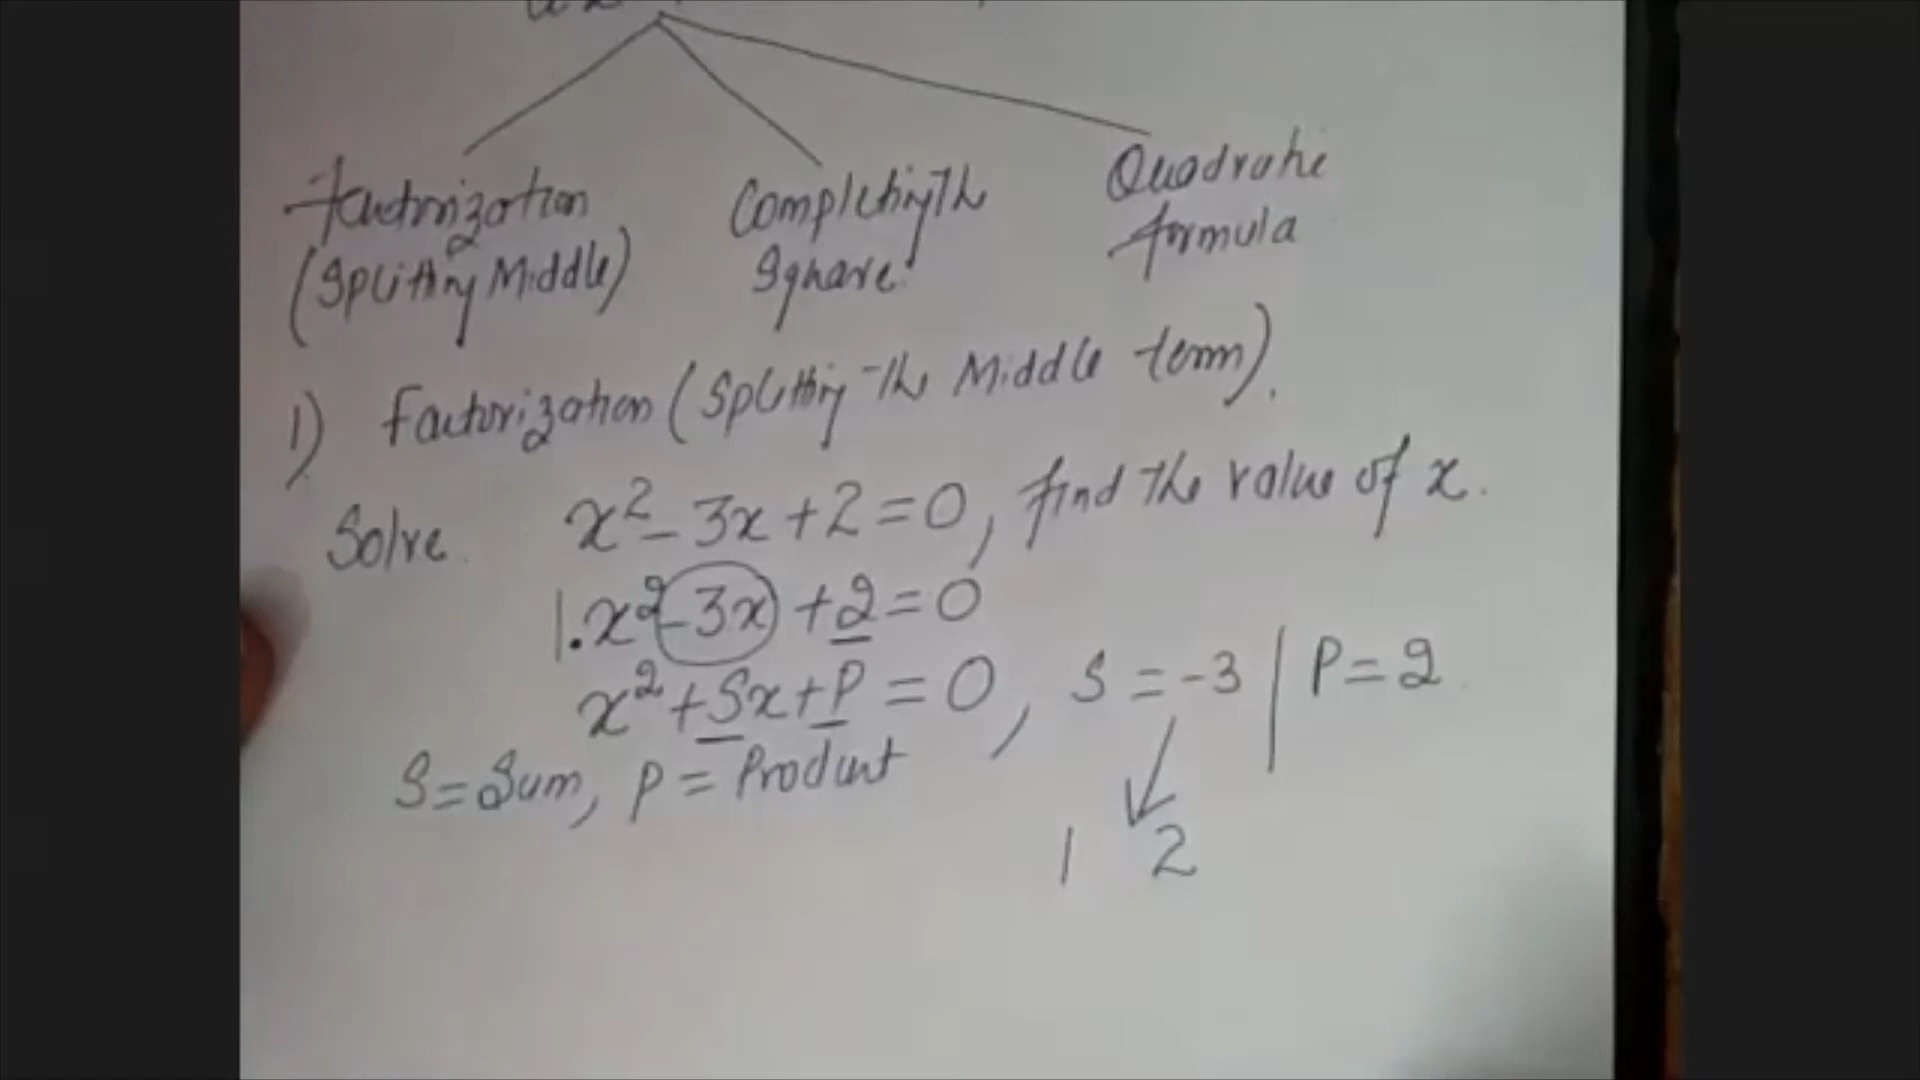 Factorization Completing the Quadratic
(Splitting Middle) Square. formula
1) Factorization (Splitting the Middle term).
Solve x² - 3x + 2 = 0, find the value of x.
1.x² - 3x + 2 = 0
x² + Sx + P = 0, S = -3 | P = 2
S = Sum, P = Product
1 2